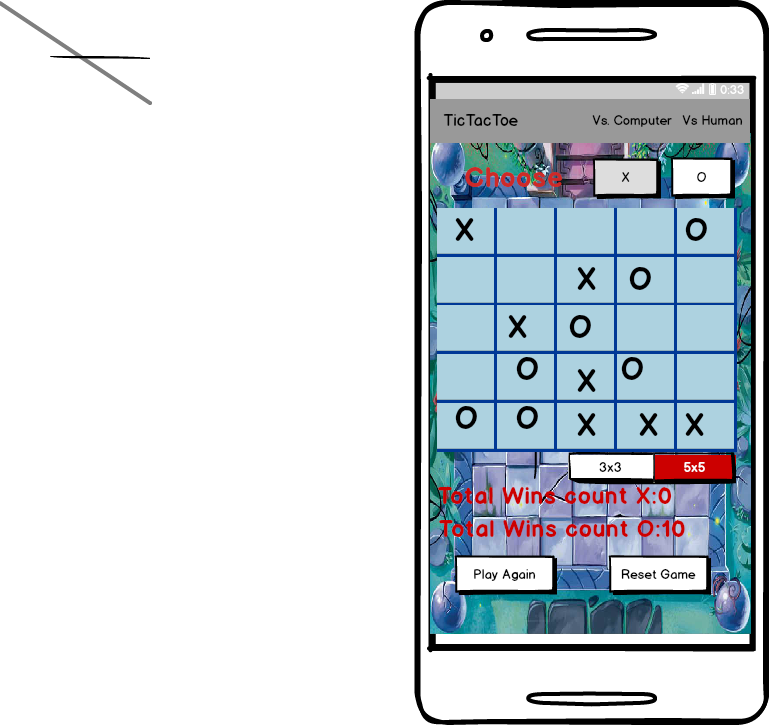 0:33
TicTacToe Vs. Computer Vs Human
Choose X O
X O
X O
X O
O X O
O O X X X
3x3 5x5
Total Wins count X:0
Total Wins count O:10
Play Again Reset Game